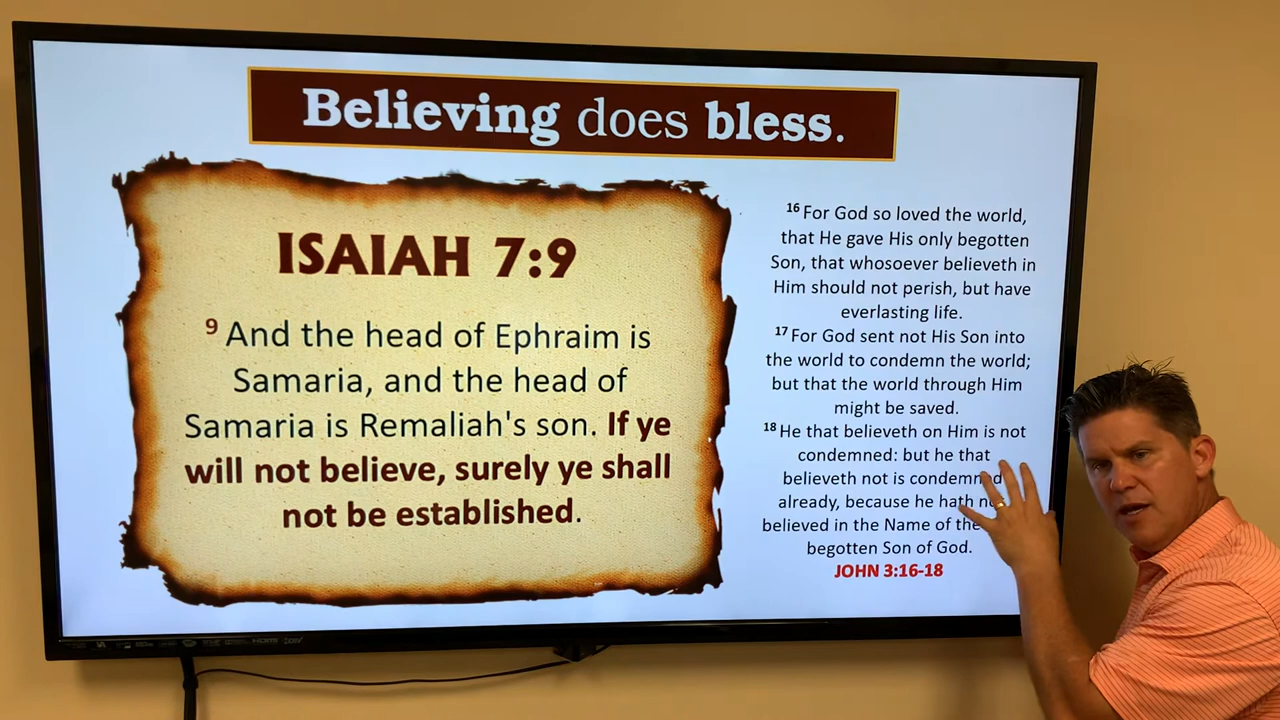 Believing does bless.
ISAIAH 7:9
9 And the head of Ephraim is
Samaria, and the head of
Samaria is Remaliah's son. If ye
will not believe, surely ye shall
not be established.
16 For God so loved the world,
that He gave His only begotten
Son, that whosoever believeth in
Him should not perish, but have
everlasting life.
17 For God sent not His Son into
the world to condemn the world;
but that the world through Him
might be saved.
18 He that believeth on Him is not
condemned: but he that
believeth not is condemned
already, because he hath not
believed in the Name of the
begotten Son of God.
JOHN 3:16-18
HDMI